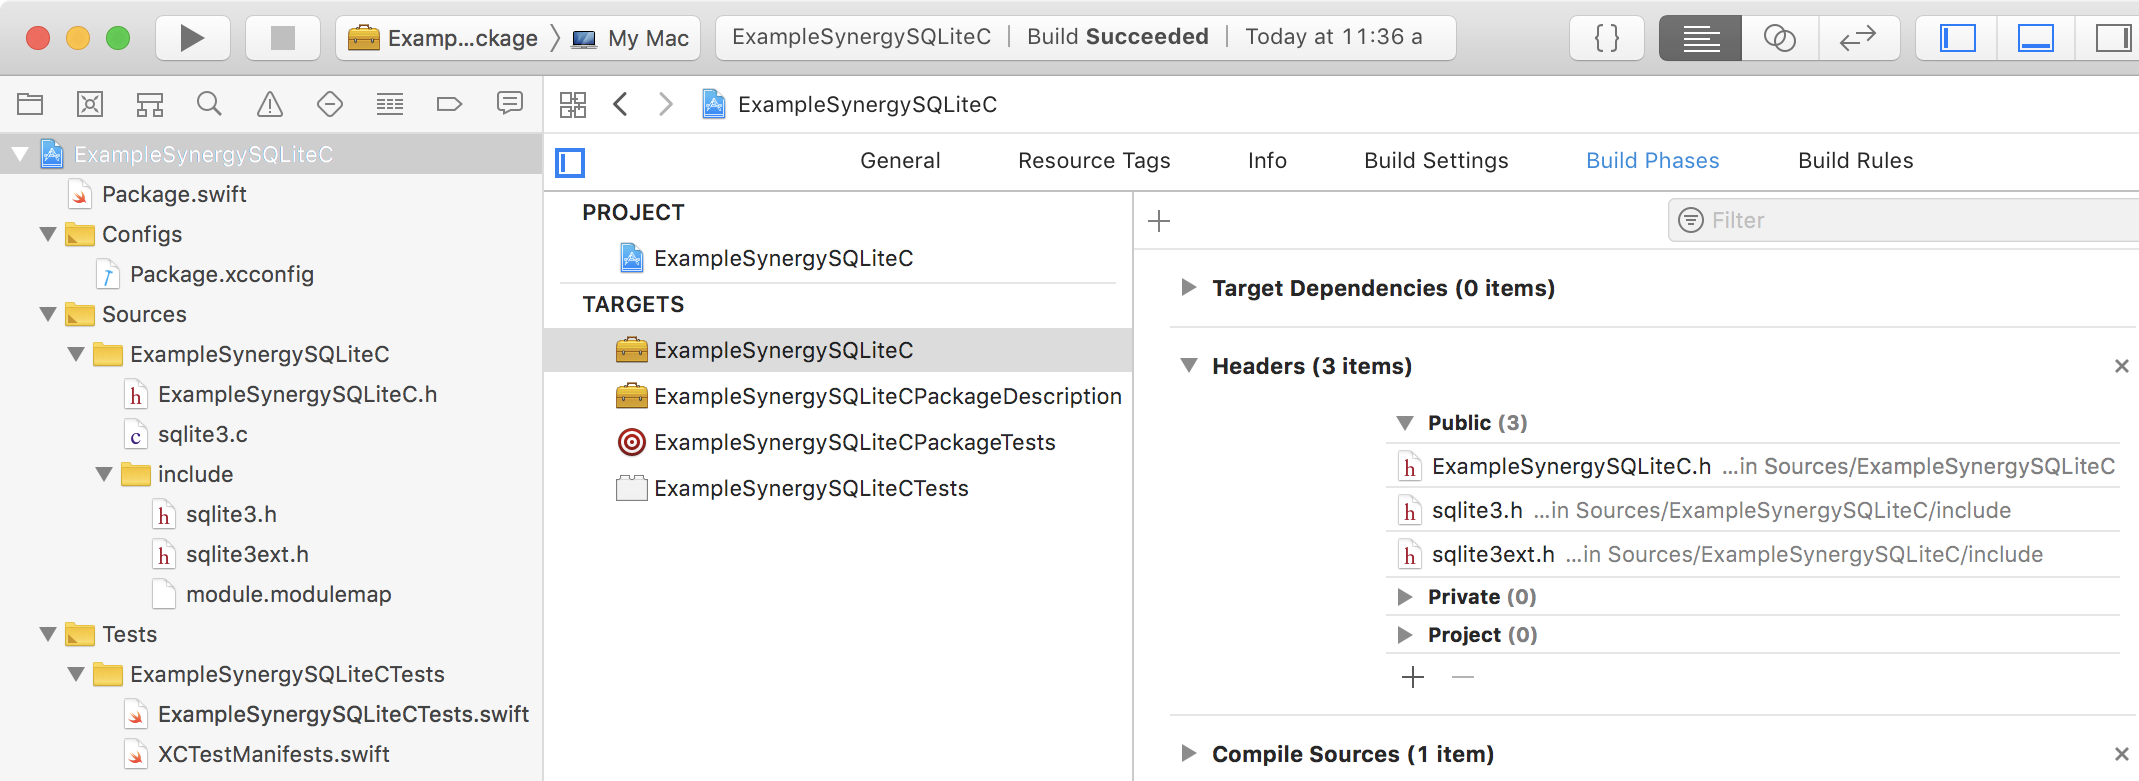 Examp...ckage 〉 My Mac
ExampleSynergySQLiteC | Build Succeeded | Today at 11:36 a
{ }
ExampleSynergySQLiteC
Package.swift
Configs
Package.xcconfig
Sources
ExampleSynergySQLiteC
ExampleSynergySQLiteC.h
sqlite3.c
include
sqlite3.h
sqlite3ext.h
module.modulemap
Tests
ExampleSynergySQLiteCTests
ExampleSynergySQLiteCTests.swift
XCTestManifests.swift
ExampleSynergySQLiteC
General Resource Tags Info Build Settings Build Phases Build Rules
PROJECT
ExampleSynergySQLiteC
TARGETS
ExampleSynergySQLiteC
ExampleSynergySQLiteCPackageDescription
ExampleSynergySQLiteCPackageTests
ExampleSynergySQLiteCTests
Filter
Target Dependencies (0 items)
Headers (3 items)
Public (3)
ExampleSynergySQLiteC.h ...in Sources/ExampleSynergySQLiteC
sqlite3.h ...in Sources/ExampleSynergySQLiteC/include
sqlite3ext.h ...in Sources/ExampleSynergySQLiteC/include
Private (0)
Project (0)
Compile Sources (1 item)